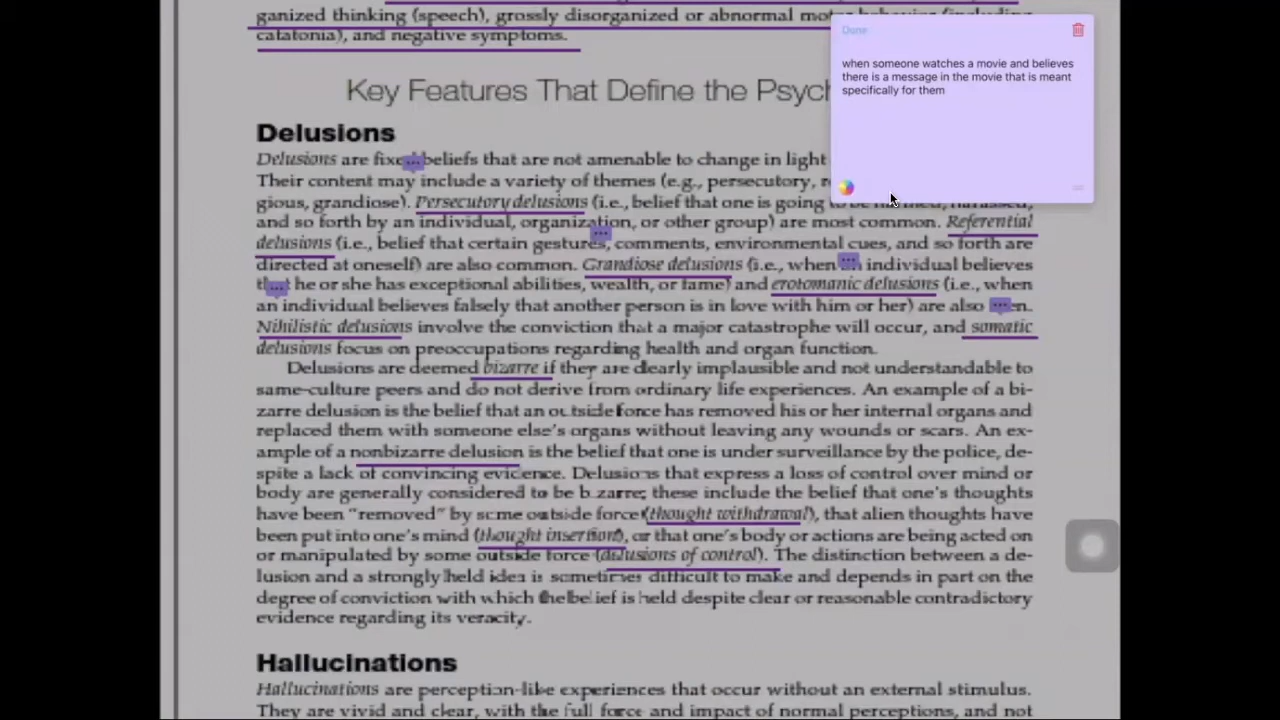 ganized thinking (speech), grossly disorganized or abnormal motor behavior (including
catatonia), and negative symptoms.
Done
when someone watches a movie and believes
there is a message in the movie that is meant
specifically for them
Key Features That Define the Psych
Delusions
Delusions are fixed beliefs that are not amenable to change in light
Their content may include a variety of themes (e.g., persecutory,
gious, grandiose). Persecutory delusions (i.e., belief that one is going to be harmed, harassed,
and so forth by an individual, organization, or other group) are most common. Referential
delusions (i.e., belief that certain gestures, comments, environmental cues, and so forth are
directed at oneself) are also common. Grandiose delusions (i.e., when an individual believes
that he or she has exceptional abilities, wealth, or fame) and erotomanic delusions (i.e., when
an individual believes falsely that another person is in love with him or her) are also seen.
Nihilistic delusions involve the conviction that a major catastrophe will occur, and somatic
delusions focus on preoccupations regarding health and organ function.
Delusions are deemed bizarre if they are clearly implausible and not understandable to
same-culture peers and do not derive from ordinary life experiences. An example of a bi-
zarre delusion is the belief that an outside force has removed his or her internal organs and
replaced them with someone else's organs without leaving any wounds or scars. An ex-
ample of a nonbizarre delusion is the belief that one is under surveillance by the police, de-
spite a lack of convincing evidence. Delusions that express a loss of control over mind or
body are generally considered to be bizarre; these include the belief that one's thoughts
have been "removed" by some outside force (thought withdrawal), that alien thoughts have
been put into one's mind (thought insertion), or that one's body or actions are being acted on
or manipulated by some outside force (delusions of control). The distinction between a de-
lusion and a strongly held idea is sometimes difficult to make and depends in part on the
degree of conviction with which the belief is held despite clear or reasonable contradictory
evidence regarding its veracity.
Hallucinations
Hallucinations are perception-like experiences that occur without an external stimulus.
They are vivid and clear, with the full force and impact of normal perceptions, and not